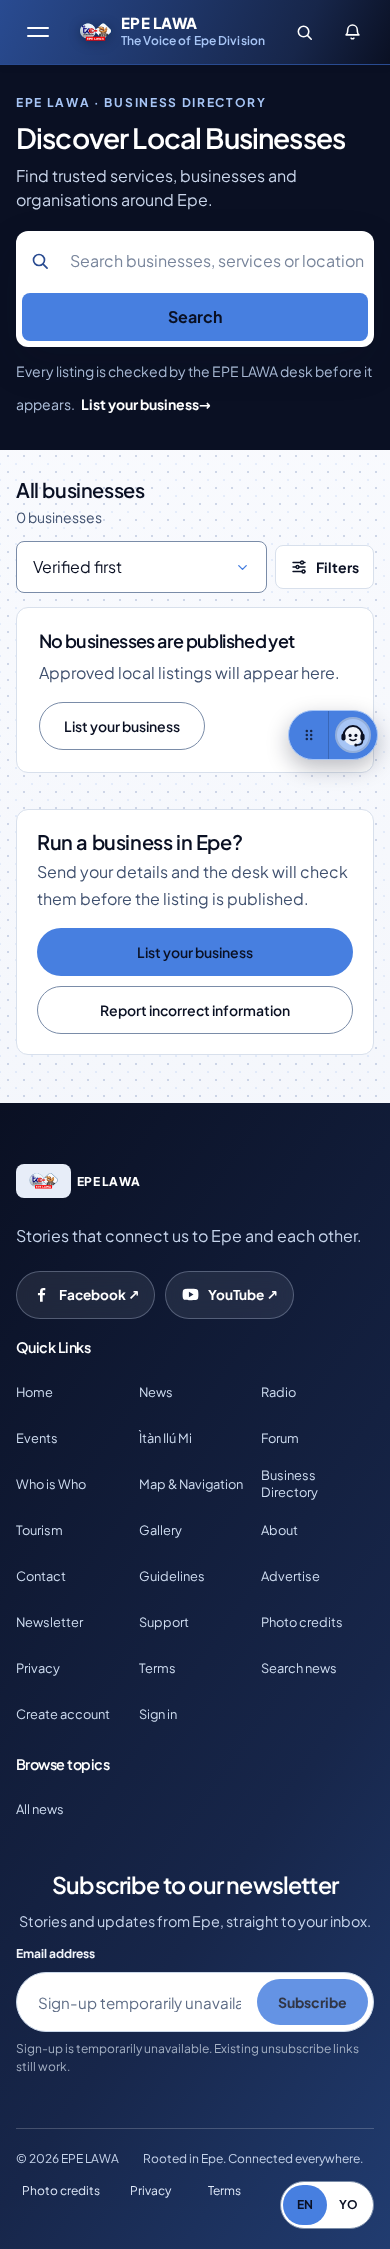 EPE LAWA
The Voice of Epe Division
EPE LAWA · BUSINESS DIRECTORY
Discover Local Businesses
Find trusted services, businesses and
organisations around Epe.
Search businesses, services or location
Search
Every listing is checked by the EPE LAWA desk before it
appears. List your business→
All businesses
0 businesses
Verified first
Filters
No businesses are published yet
Approved local listings will appear here.
List your business
Run a business in Epe?
Send your details and the desk will check
them before the listing is published.
List your business
Report incorrect information
EPE LAWA
Stories that connect us to Epe and each other.
Facebook ↗ YouTube ↗
Quick Links
Home News Radio
Events Ìtàn Ilú Mi Forum
Who is Who Map & Navigation Business Directory
Tourism Gallery About
Contact Guidelines Advertise
Newsletter Support Photo credits
Privacy Terms Search news
Create account Sign in
Browse topics
All news
Subscribe to our newsletter
Stories and updates from Epe, straight to your inbox.
Email address
Sign-up temporarily unavaila
Subscribe
Sign-up is temporarily unavailable. Existing unsubscribe links
still work.
© 2026 EPE LAWA Rooted in Epe. Connected everywhere.
Photo credits Privacy Terms
EN YO